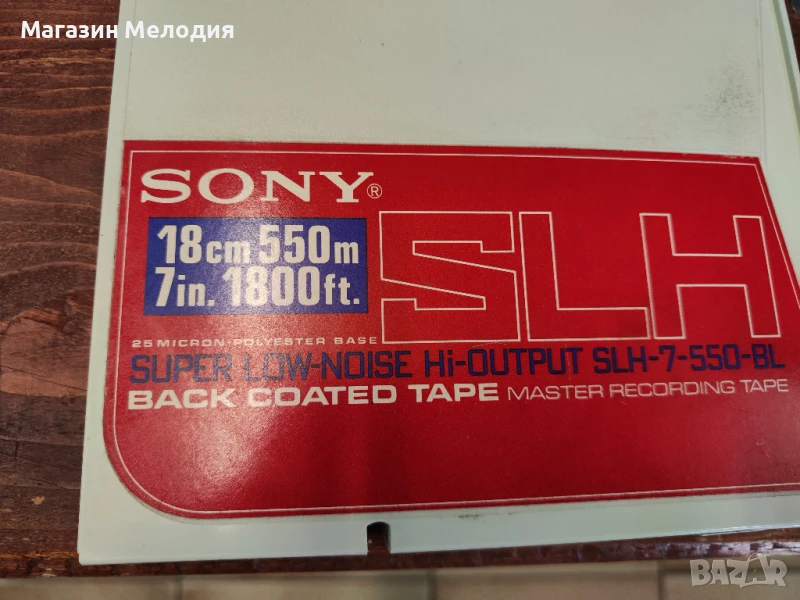 Магазин Мелодия
SONY®
18cm 550m
7in. 1800ft.
SLH
25 MICRON-POLYESTER BASE
SUPER LOW-NOISE Hi-OUTPUT SLH-7-550-BL
BACK COATED TAPE MASTER RECORDING TAPE
BAZAR